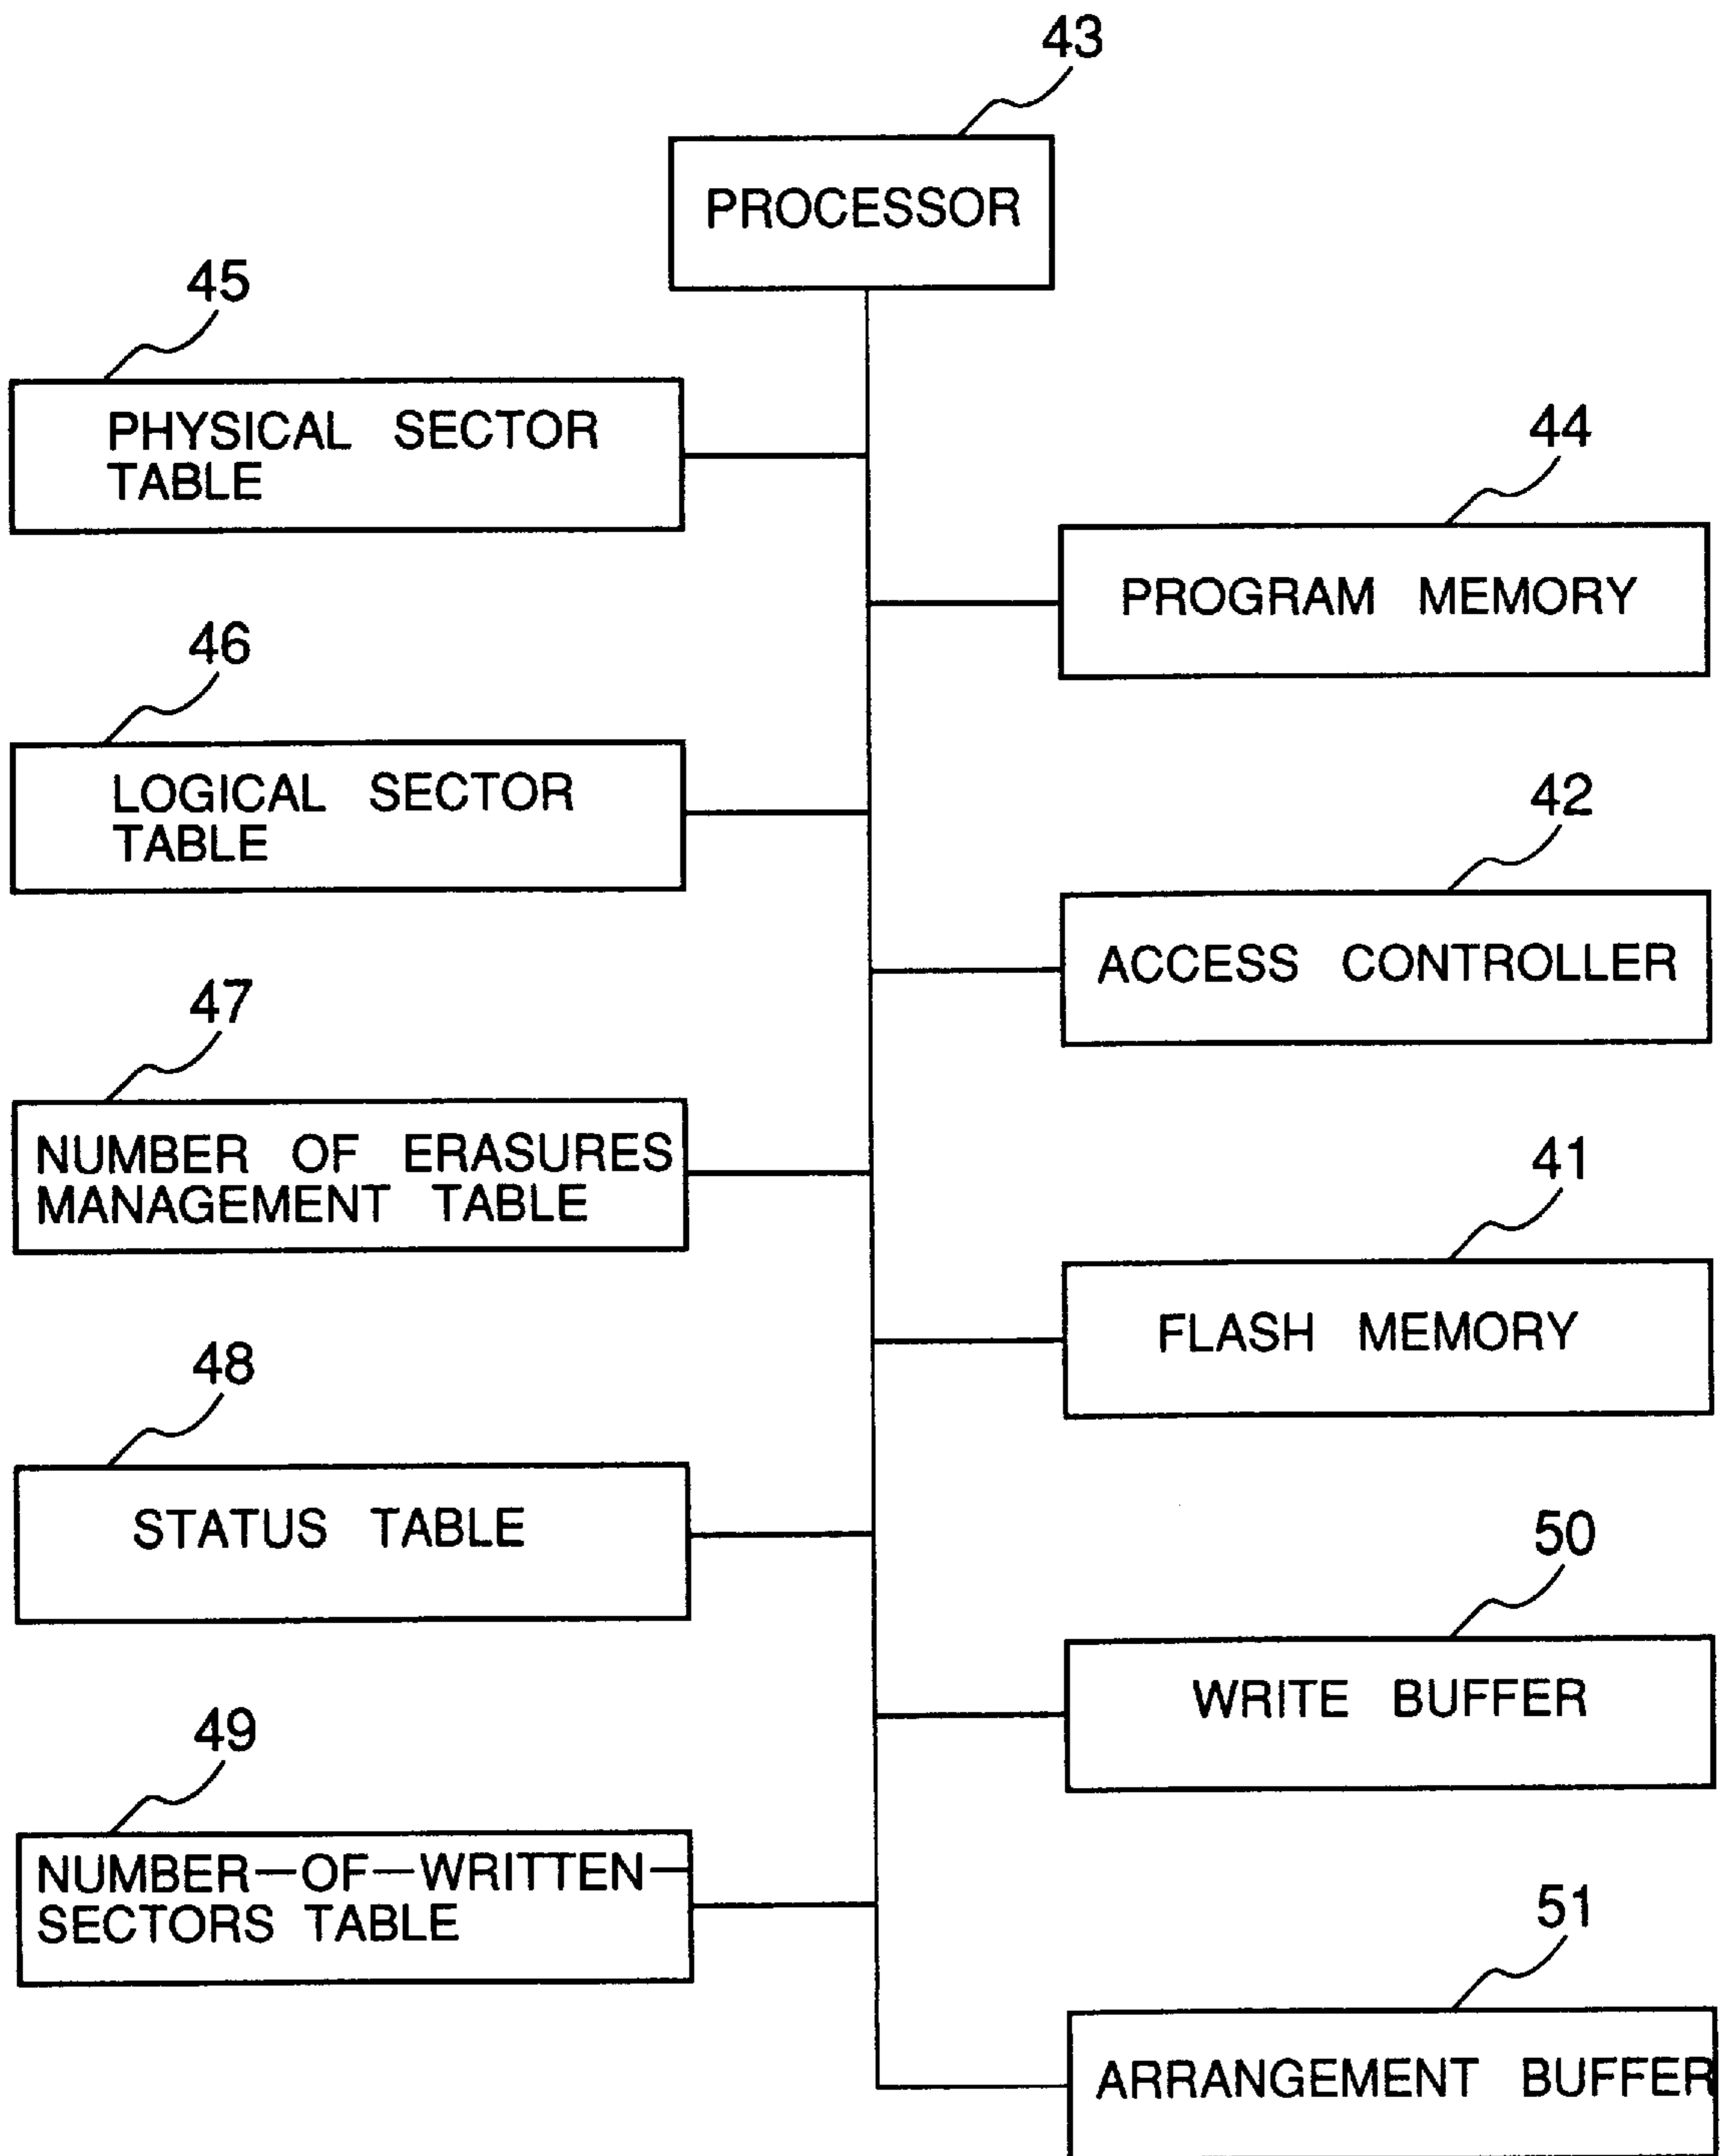 43
PROCESSOR
45
PHYSICAL SECTOR
TABLE
44
PROGRAM MEMORY
46
LOGICAL SECTOR
TABLE
42
ACCESS CONTROLLER
47
NUMBER OF ERASURES
MANAGEMENT TABLE
41
FLASH MEMORY
48
STATUS TABLE
50
WRITE BUFFER
49
NUMBER—OF—WRITTEN—
SECTORS TABLE
51
ARRANGEMENT BUFFER